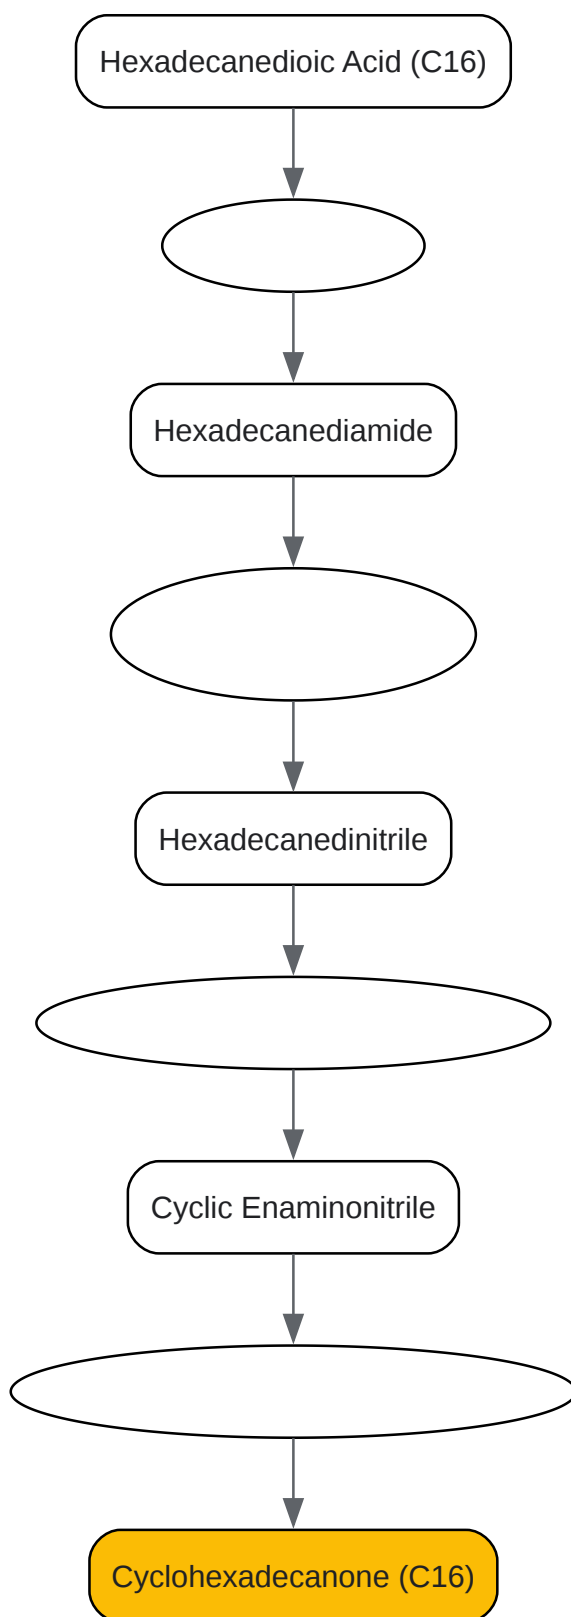 Hexadecanedioic Acid (C16)
Hexadecanediamide
Hexadecanedinitrile
Cyclic Enaminonitrile
Cyclohexadecanone (C16)